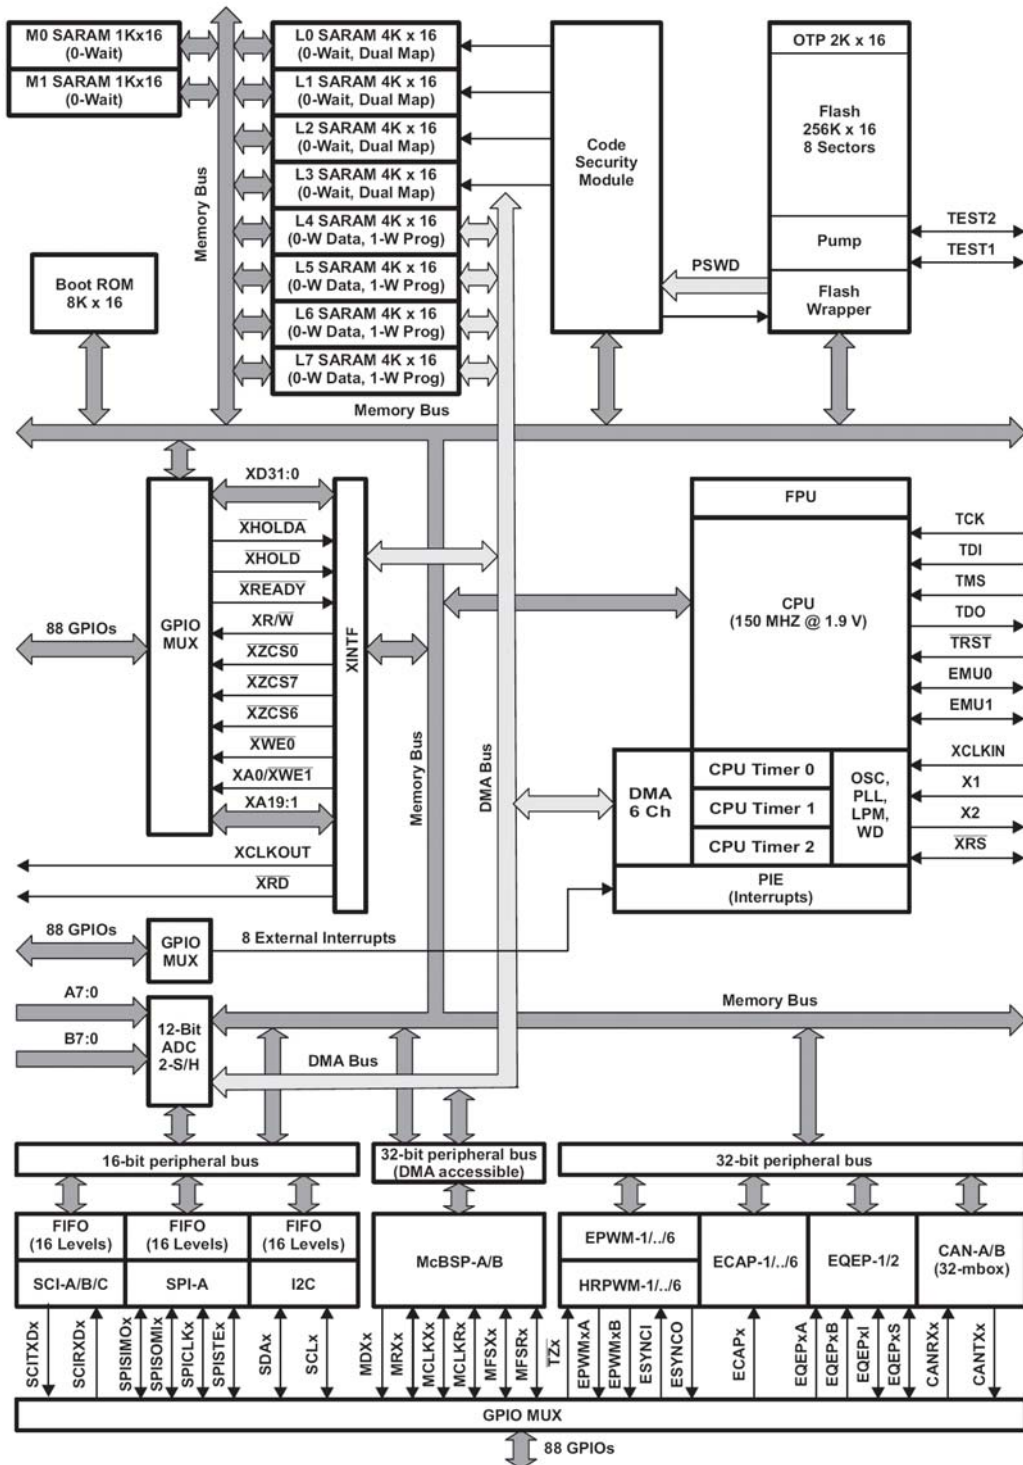 M0 SARAM 1Kx16
(0-Wait)
M1 SARAM 1Kx16
(0-Wait)
L0 SARAM 4K x 16
(0-Wait, Dual Map)
L1 SARAM 4K x 16
(0-Wait, Dual Map)
L2 SARAM 4K x 16
(0-Wait, Dual Map)
L3 SARAM 4K x 16
(0-Wait, Dual Map)
L4 SARAM 4K x 16
(0-W Data, 1-W Prog)
L5 SARAM 4K x 16
(0-W Data, 1-W Prog)
L6 SARAM 4K x 16
(0-W Data, 1-W Prog)
L7 SARAM 4K x 16
(0-W Data, 1-W Prog)
Memory Bus
Boot ROM
8K x 16
Code
Security
Module
OTP 2K x 16
Flash
256K x 16
8 Sectors
Pump
Flash
Wrapper
TEST2
TEST1
PSWD
Memory Bus
GPIO
MUX
88 GPIOs
XD31:0
XHOLDA
XHOLD
XREADY
XR/W
XZCS0
XZCS7
XZCS6
XWE0
XA0/XWE1
XA19:1
XCLKOUT
XRD
XINTF
Memory Bus
DMA Bus
FPU
CPU
(150 MHZ @ 1.9 V)
DMA
6 Ch
CPU Timer 0
CPU Timer 1
CPU Timer 2
OSC,
PLL,
LPM,
WD
PIE
(Interrupts)
TCK
TDI
TMS
TDO
TRST
EMU0
EMU1
XCLKIN
X1
X2
XRS
88 GPIOs
GPIO
MUX
8 External Interrupts
A7:0
B7:0
12-Bit
ADC
2-S/H
Memory Bus
DMA Bus
16-bit peripheral bus
32-bit peripheral bus
(DMA accessible)
32-bit peripheral bus
FIFO
(16 Levels)
SCI-A/B/C
FIFO
(16 Levels)
SPI-A
FIFO
(16 Levels)
I2C
McBSP-A/B
EPWM-1/../6
HRPWM-1/../6
ECAP-1/../6
EQEP-1/2
CAN-A/B
(32-mbox)
SCITXDx
SCIRXDx
SPISIMOx
SPISOMIx
SPICLKx
SPISTEx
SDAx
SCLx
MDXx
MRXx
MCLKXx
MCLKRx
MFSXx
MFSRx
TZx
EPWMxA
EPWMxB
ESYNCI
ESYNCO
ECAPx
EQEPxA
EQEPxB
EQEPxI
EQEPxS
CANRXx
CANTXx
GPIO MUX
88 GPIOs